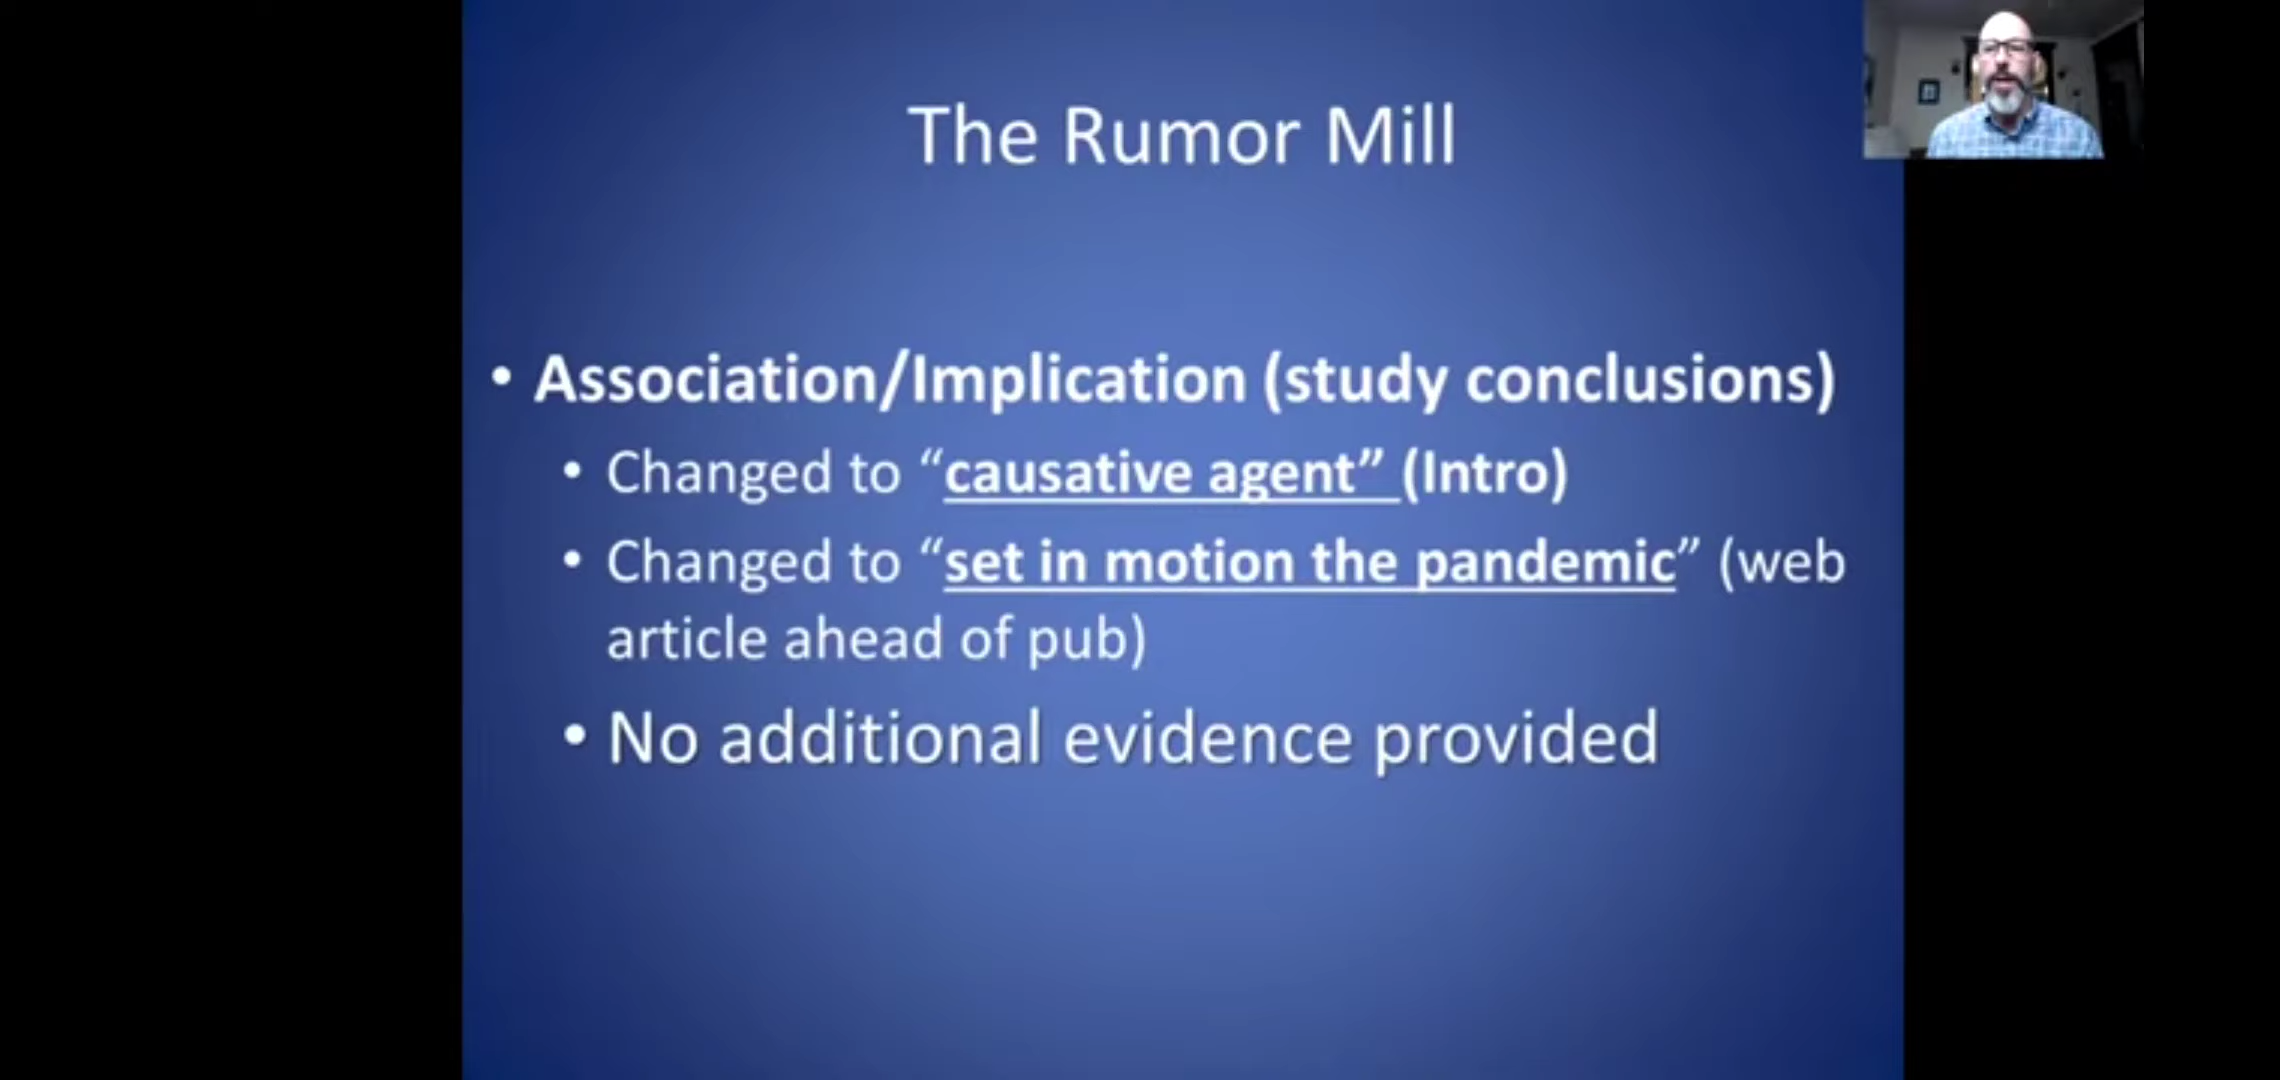 The Rumor Mill
• Association/Implication (study conclusions)
• Changed to “causative agent” (Intro)
• Changed to “set in motion the pandemic” (web
article ahead of pub)
• No additional evidence provided